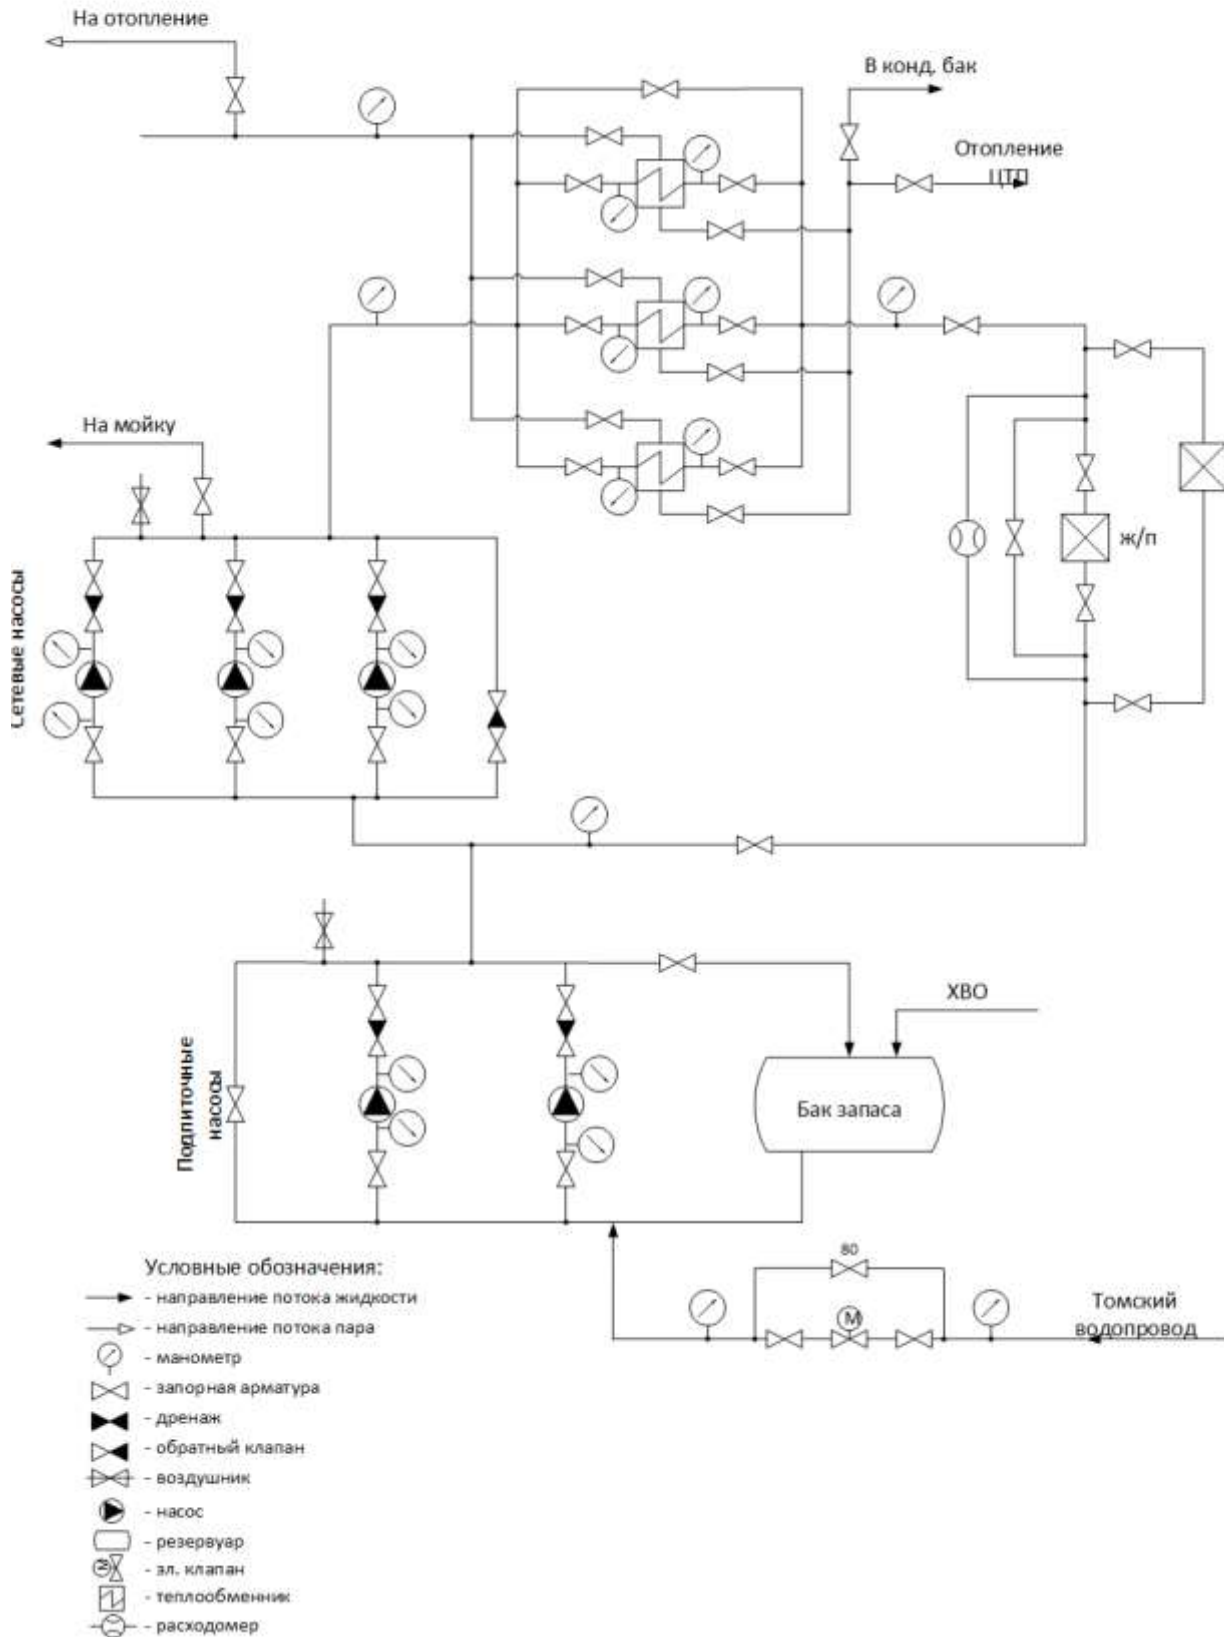 На отопление
В конд. бак
Отопление
ЦТП
На мойку
ж/п
Сетевые насосы
ХВО
Подпиточные
насосы
Бак запаса
80
Томский
водопровод
M
Условные обозначения:
- направление потока жидкости
- направление потока пара
- манометр
- запорная арматура
- дренаж
- обратный клапан
- воздушник
- насос
- резервуар
M - эл. клапан
- теплообменник
- расходомер